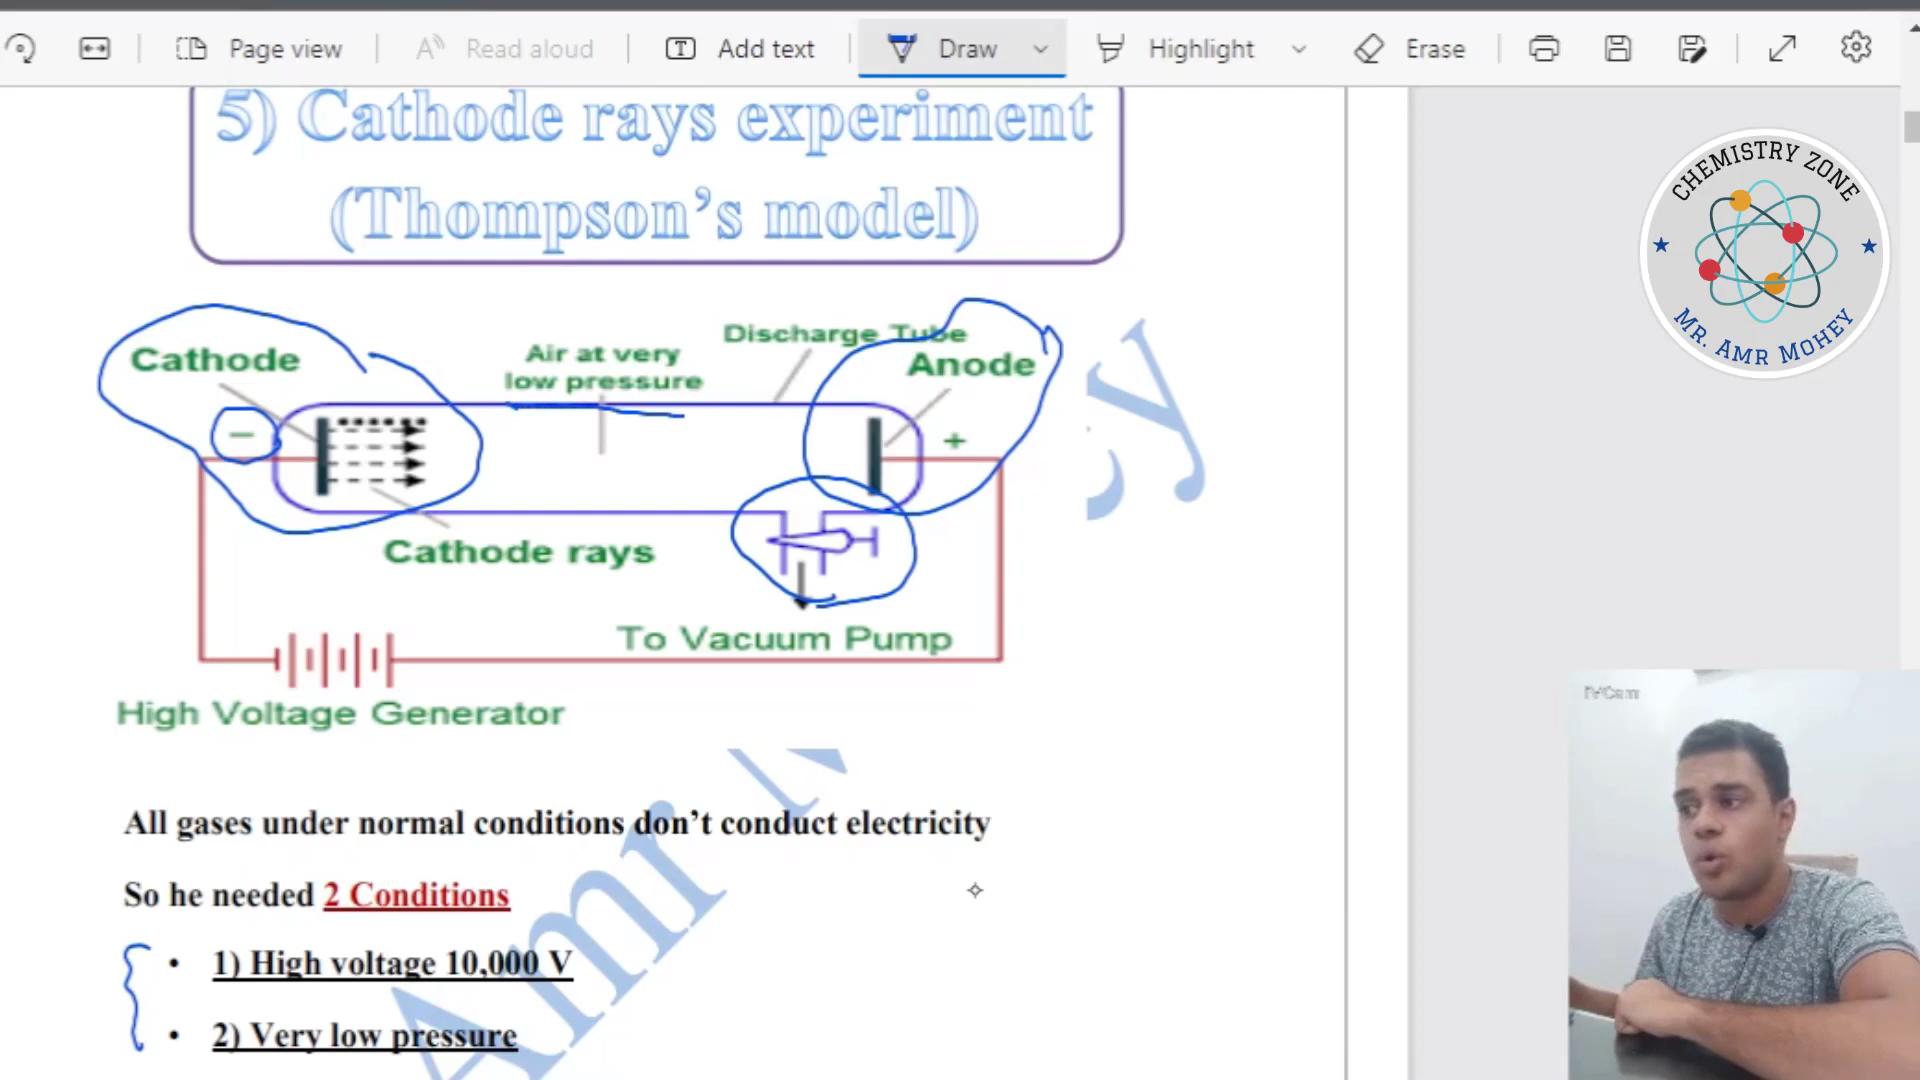 Page view
Read aloud
Add text
Draw
Highlight
Erase
5) Cathode rays experiment
(Thompson's model)
CHEMISTRY ZONE
MR. AMR MOHEY
Discharge Tube
Cathode
Air at very
low pressure
Anode
−
+
Cathode rays
To Vacuum Pump
High Voltage Generator
All gases under normal conditions don't conduct electricity
So he needed 2 Conditions
• 1) High voltage 10,000 V
• 2) Very low pressure
Amr